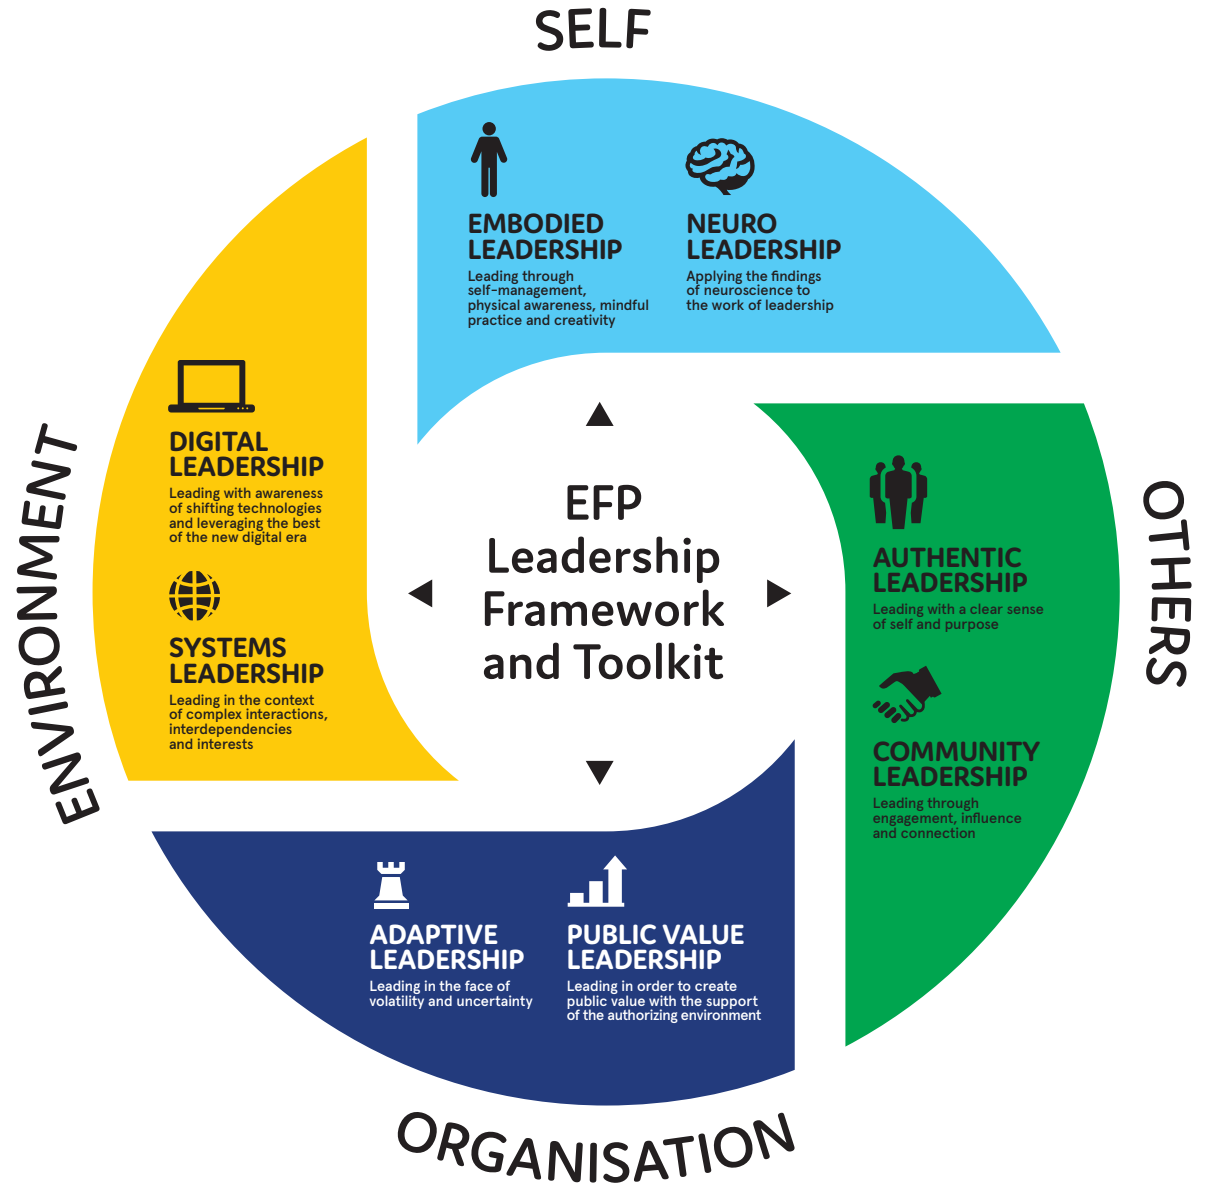 SELF
EMBODIED
LEADERSHIP
Leading through
self-management,
physical awareness, mindful
practice and creativity
NEURO
LEADERSHIP
Applying the findings
of neuroscience to
the work of leadership
OTHERS
AUTHENTIC
LEADERSHIP
Leading with a clear sense
of self and purpose
COMMUNITY
LEADERSHIP
Leading through
engagement, influence
and connection
ORGANISATION
ADAPTIVE
LEADERSHIP
Leading in the face of
volatility and uncertainty
PUBLIC VALUE
LEADERSHIP
Leading in order to create
public value with the support
of the authorizing environment
ENVIRONMENT
DIGITAL
LEADERSHIP
Leading with awareness
of shifting technologies
and leveraging the best
of the new digital era
SYSTEMS
LEADERSHIP
Leading in the context
of complex interactions,
interdependencies
and interests
EFP
Leadership
Framework
and Toolkit